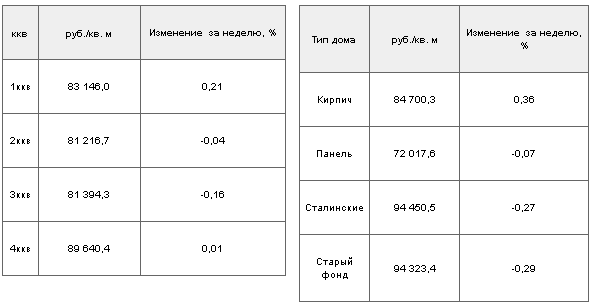 ккв руб./кв. м Изменение за неделю, %
1ккв 83 146,0 0,21
2ккв 81 216,7 -0,04
3ккв 81 394,3 -0,16
4ккв 89 640,4 0,01
Тип дома руб./кв. м Изменение за неделю,
%
Кирпич 84 700,3 0,36
Панель 72 017,6 -0,07
Сталинские 94 450,5 -0,27
Старый
фонд 94 323,4 -0,29